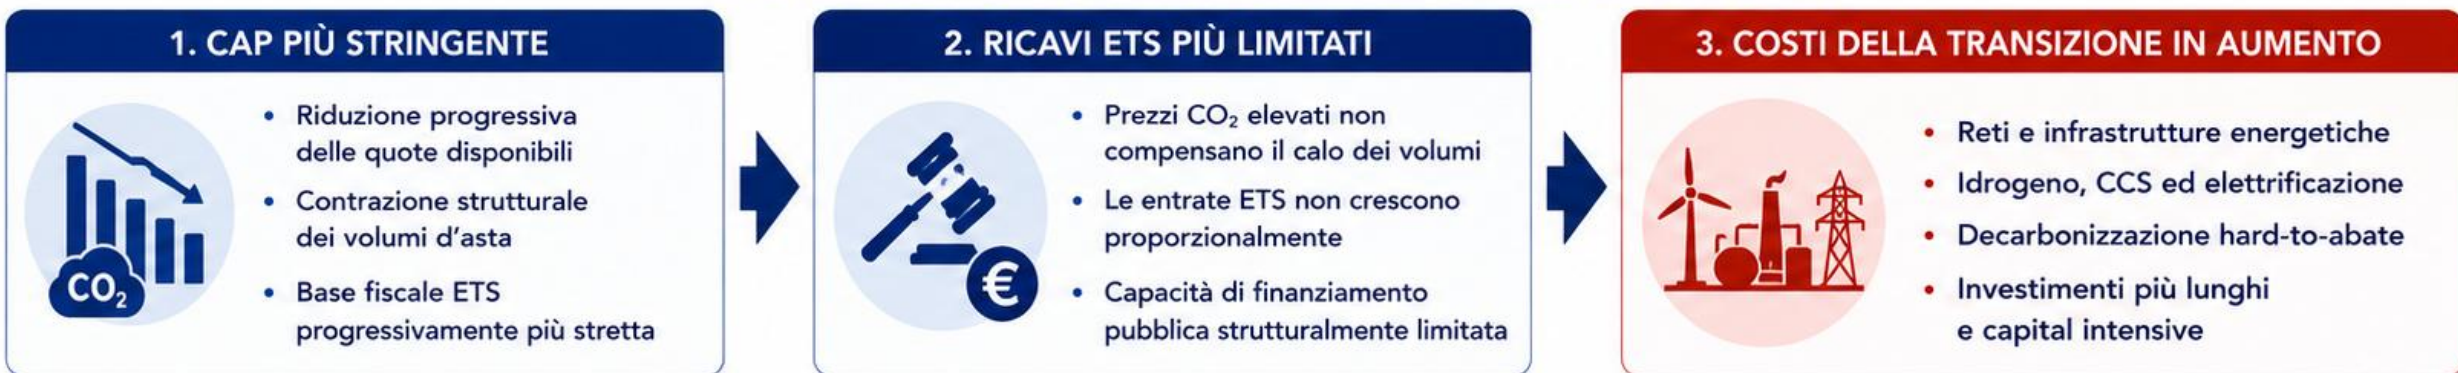 1. CAP PIÙ STRINGENTE
• Riduzione progressiva
delle quote disponibili
• Contrazione strutturale
dei volumi d'asta
• Base fiscale ETS
progressivamente più stretta
CO₂
2. RICAVI ETS PIÙ LIMITATI
• Prezzi CO₂ elevati non
compensano il calo dei volumi
• Le entrate ETS non crescono
proporzionalmente
• Capacità di finanziamento
pubblica strutturalmente limitata
€
3. COSTI DELLA TRANSIZIONE IN AUMENTO
• Reti e infrastrutture energetiche
• Idrogeno, CCS ed elettrificazione
• Decarbonizzazione hard-to-abate
• Investimenti più lunghi
e capital intensive